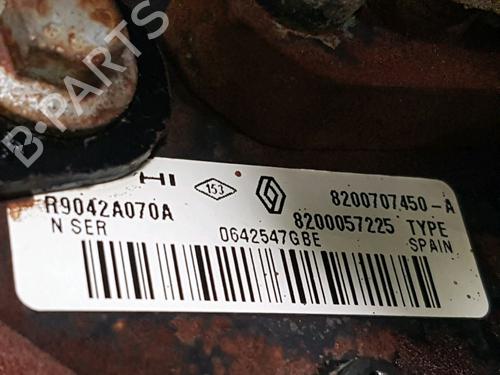 B-PARTS
HI 153 8200707450-A
R9042A070A 8200057225 TYPE
N SER 0642547GBE SPAIN